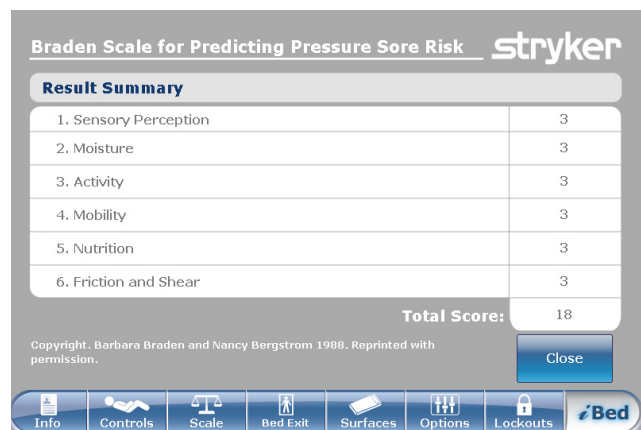 Braden Scale for Predicting Pressure Sore Risk stryker
Result Summary
1. Sensory Perception 3
2. Moisture 3
3. Activity 3
4. Mobility 3
5. Nutrition 3
6. Friction and Shear 3
Total Score: 18
Copyright. Barbara Braden and Nancy Bergstrom 1988. Reprinted with
permission.
Close
Info Controls Scale Bed Exit Surfaces Options Lockouts iBed